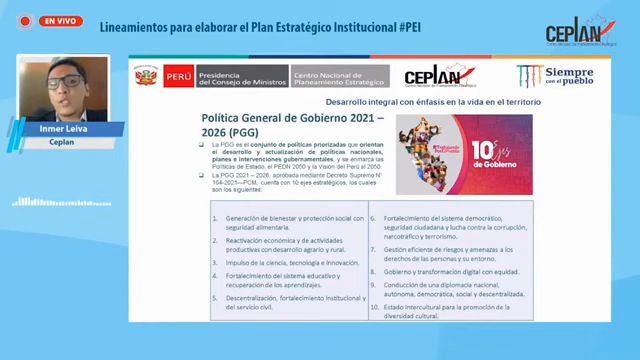 EN VIVO
Lineamientos para elaborar el Plan Estratégico Institucional #PEI
CEPLAN
Inmer Leiva
Ceplan
PERÚ
Presidencia
del Consejo de Ministros
Centro Nacional de
Planeamiento Estratégico
CEPLAN
Siempre
con el pueblo
Desarrollo integral con énfasis en la vida en el territorio
Política General de Gobierno 2021 –
2026 (PGG)
La PGG es el conjunto de políticas priorizadas que orientan
el desarrollo y actualización de políticas nacionales,
planes e intervenciones gubernamentales, y se enmarca las
Políticas de Estado, el PEDN 2050 y la Visión del Perú al 2050.
La PGG 2021 – 2026, aprobada mediante Decreto Supremo N°
164-2021—PCM, cuenta con 10 ejes estratégicos, los cuales
son los siguientes:
10 Ejes
de Gobierno
1. Generación de bienestar y protección social con
seguridad alimentaria.
2. Reactivación económica y de actividades
productivas con desarrollo agrario y rural.
3. Impulso de la ciencia, tecnología e innovación.
4. Fortalecimiento del sistema educativo y
recuperación de los aprendizajes.
5. Descentralización, fortalecimiento institucional y
del servicio civil.
6. Fortalecimiento del sistema democrático,
seguridad ciudadana y lucha contra la corrupción,
narcotráfico y terrorismo.
7. Gestión eficiente de riesgos y amenazas a los
derechos de las personas y su entorno.
8. Gobierno y transformación digital con equidad.
9. Conducción de una diplomacia nacional,
autónoma, democrática, social y descentralizada.
10. Estado intercultural para la promoción de la
diversidad cultural.